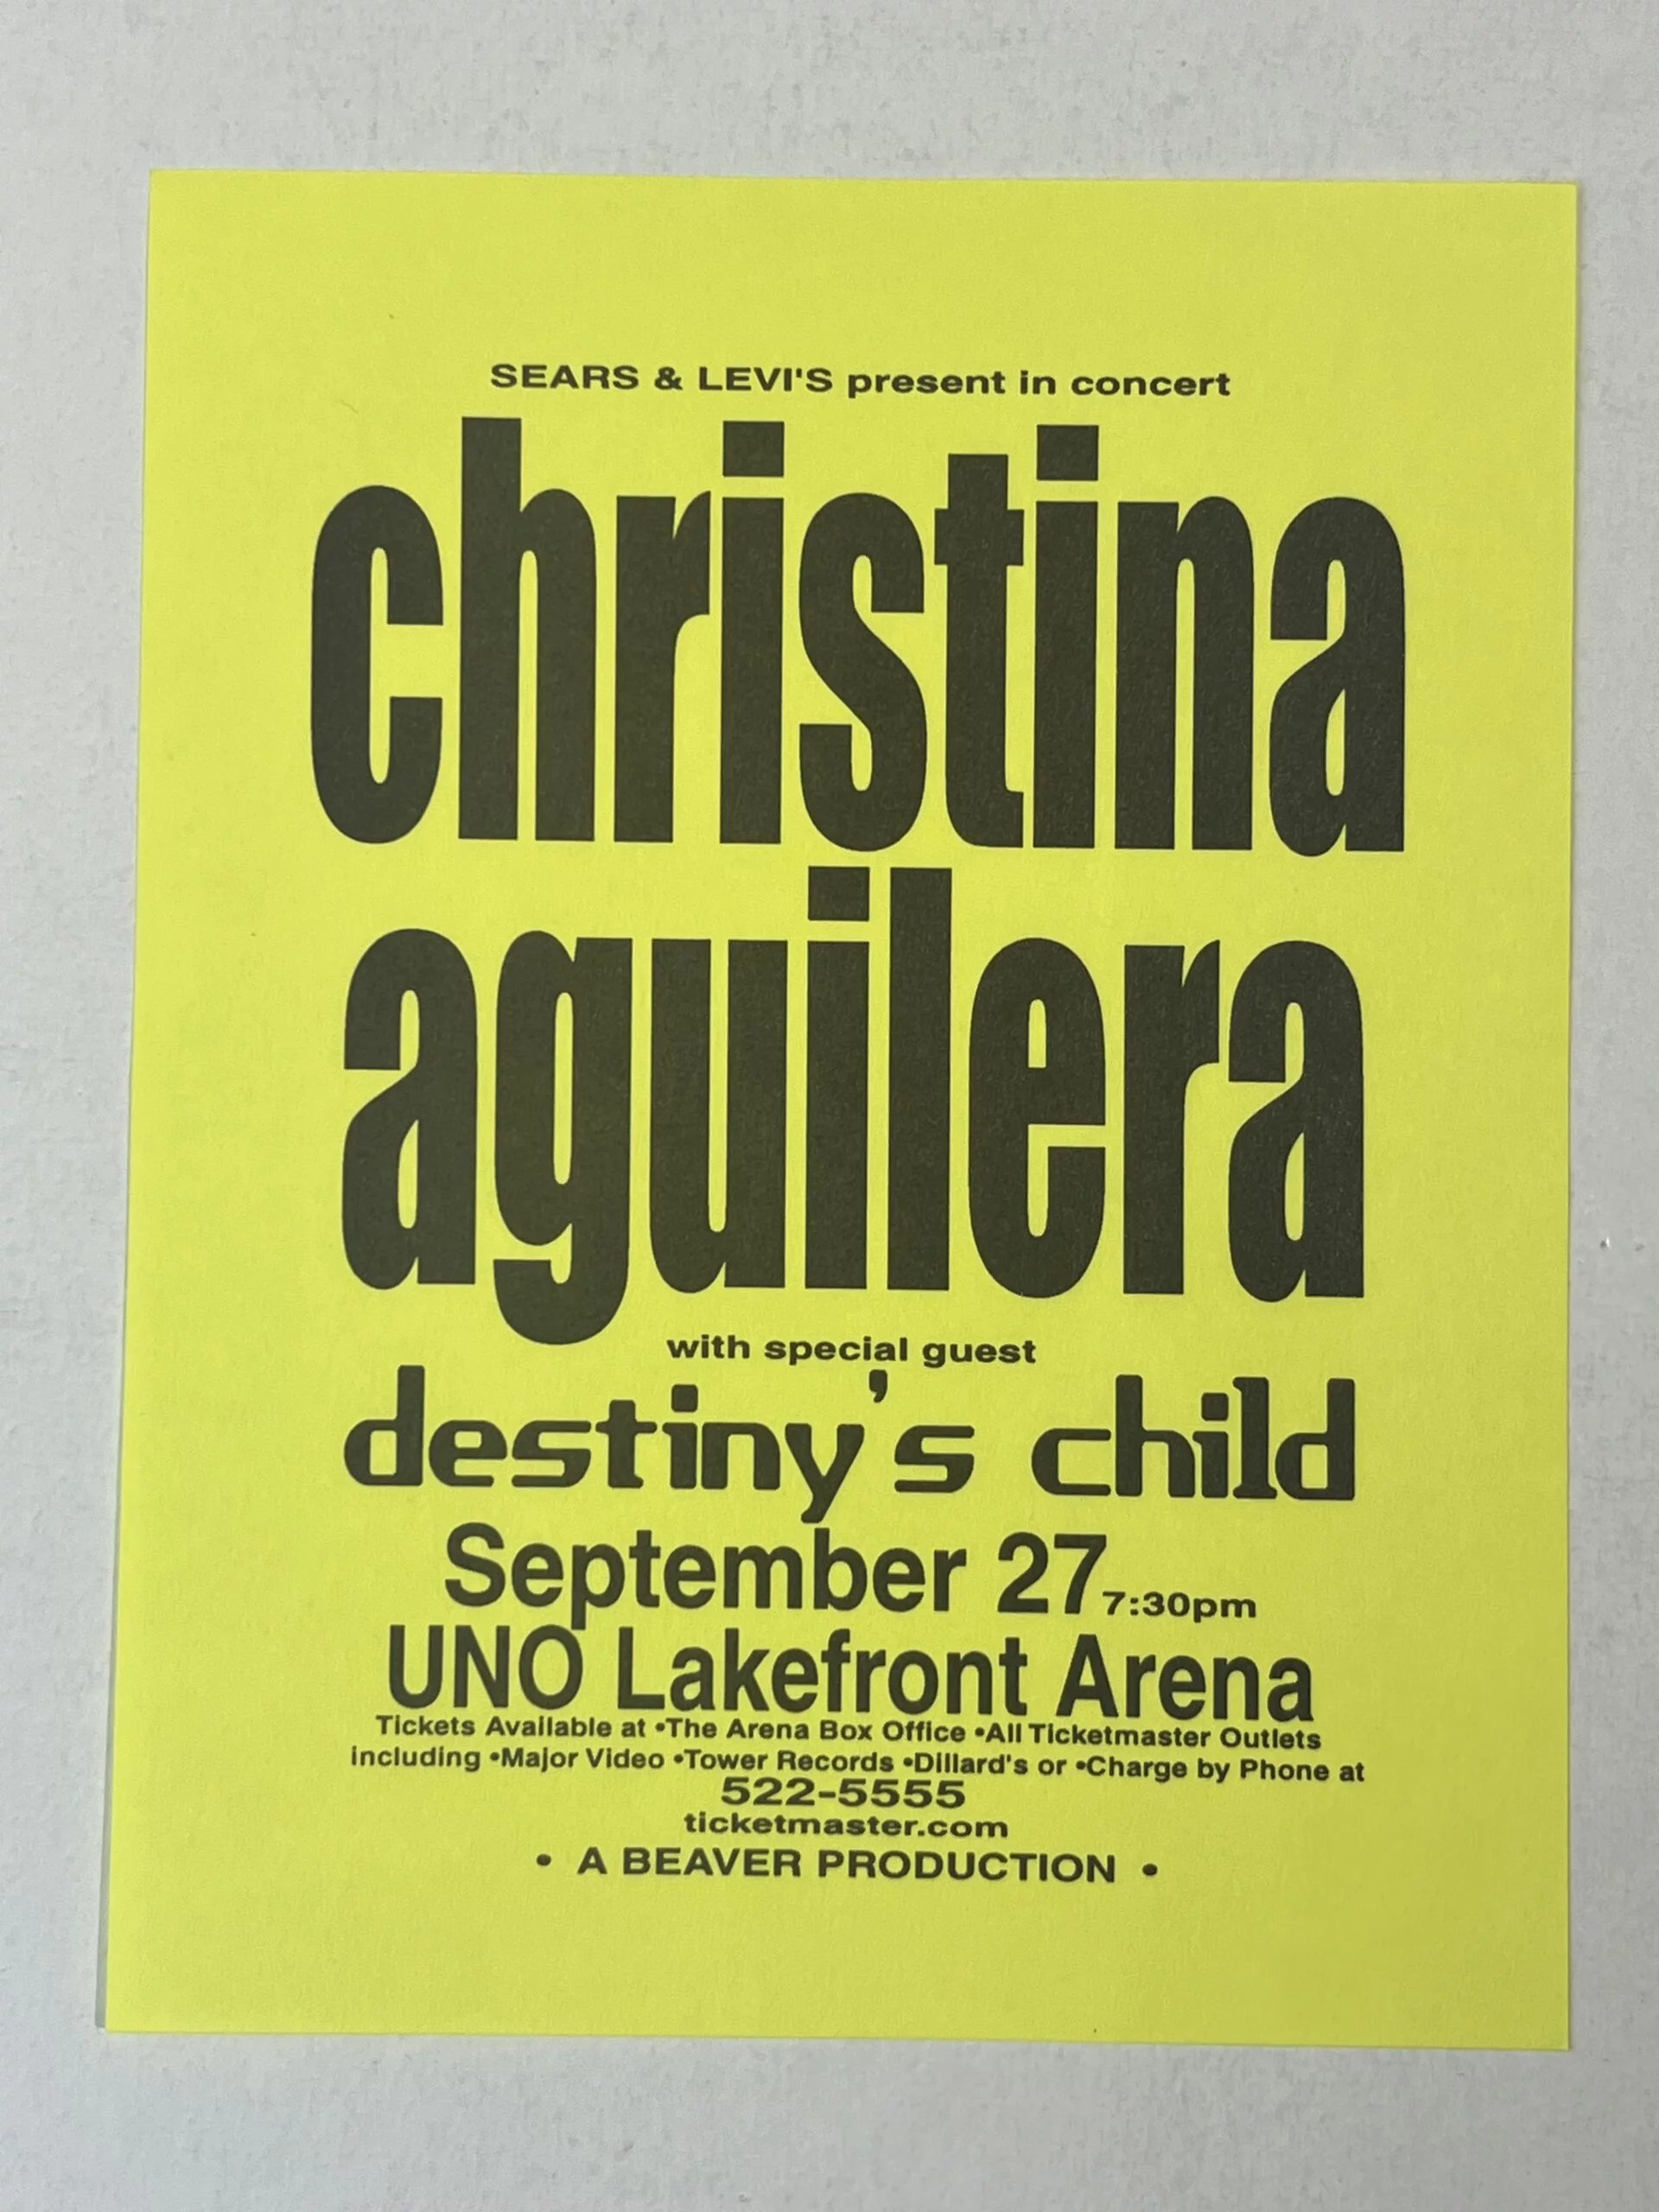 SEARS & LEVI'S present in concert
christina
aguilera
with special guest
destiny's child
September 27 7:30pm
UNO Lakefront Arena
Tickets Available at •The Arena Box Office •All Ticketmaster Outlets
including •Major Video •Tower Records •Dillard's or •Charge by Phone at
522-5555
ticketmaster.com
• A BEAVER PRODUCTION •